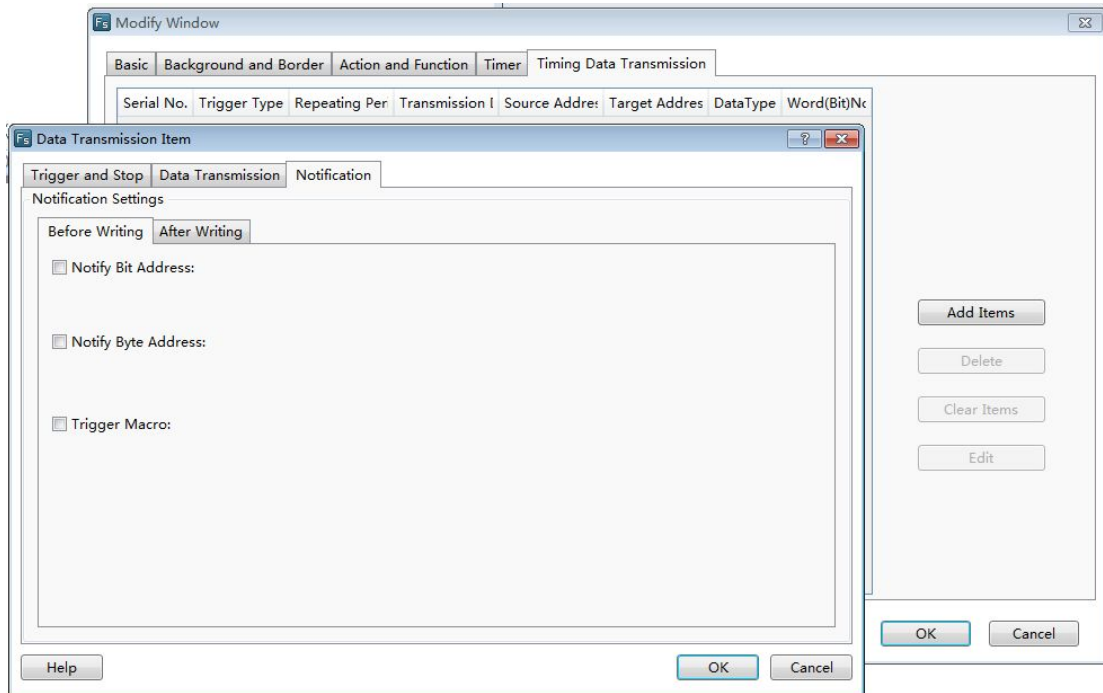 Fs Modify Window
Basic Background and Border Action and Function Timer Timing Data Transmission
Serial No. Trigger Type Repeating Per Transmission Source Addre Target Addres DataType Word(Bit)No
Fs Data Transmission Item ?
Trigger and Stop Data Transmission Notification
Notification Settings
Before Writing After Writing
Notify Bit Address:
Notify Byte Address:
Trigger Macro:
Add Items
Delete
Clear Items
Edit
OK Cancel
Help OK Cancel